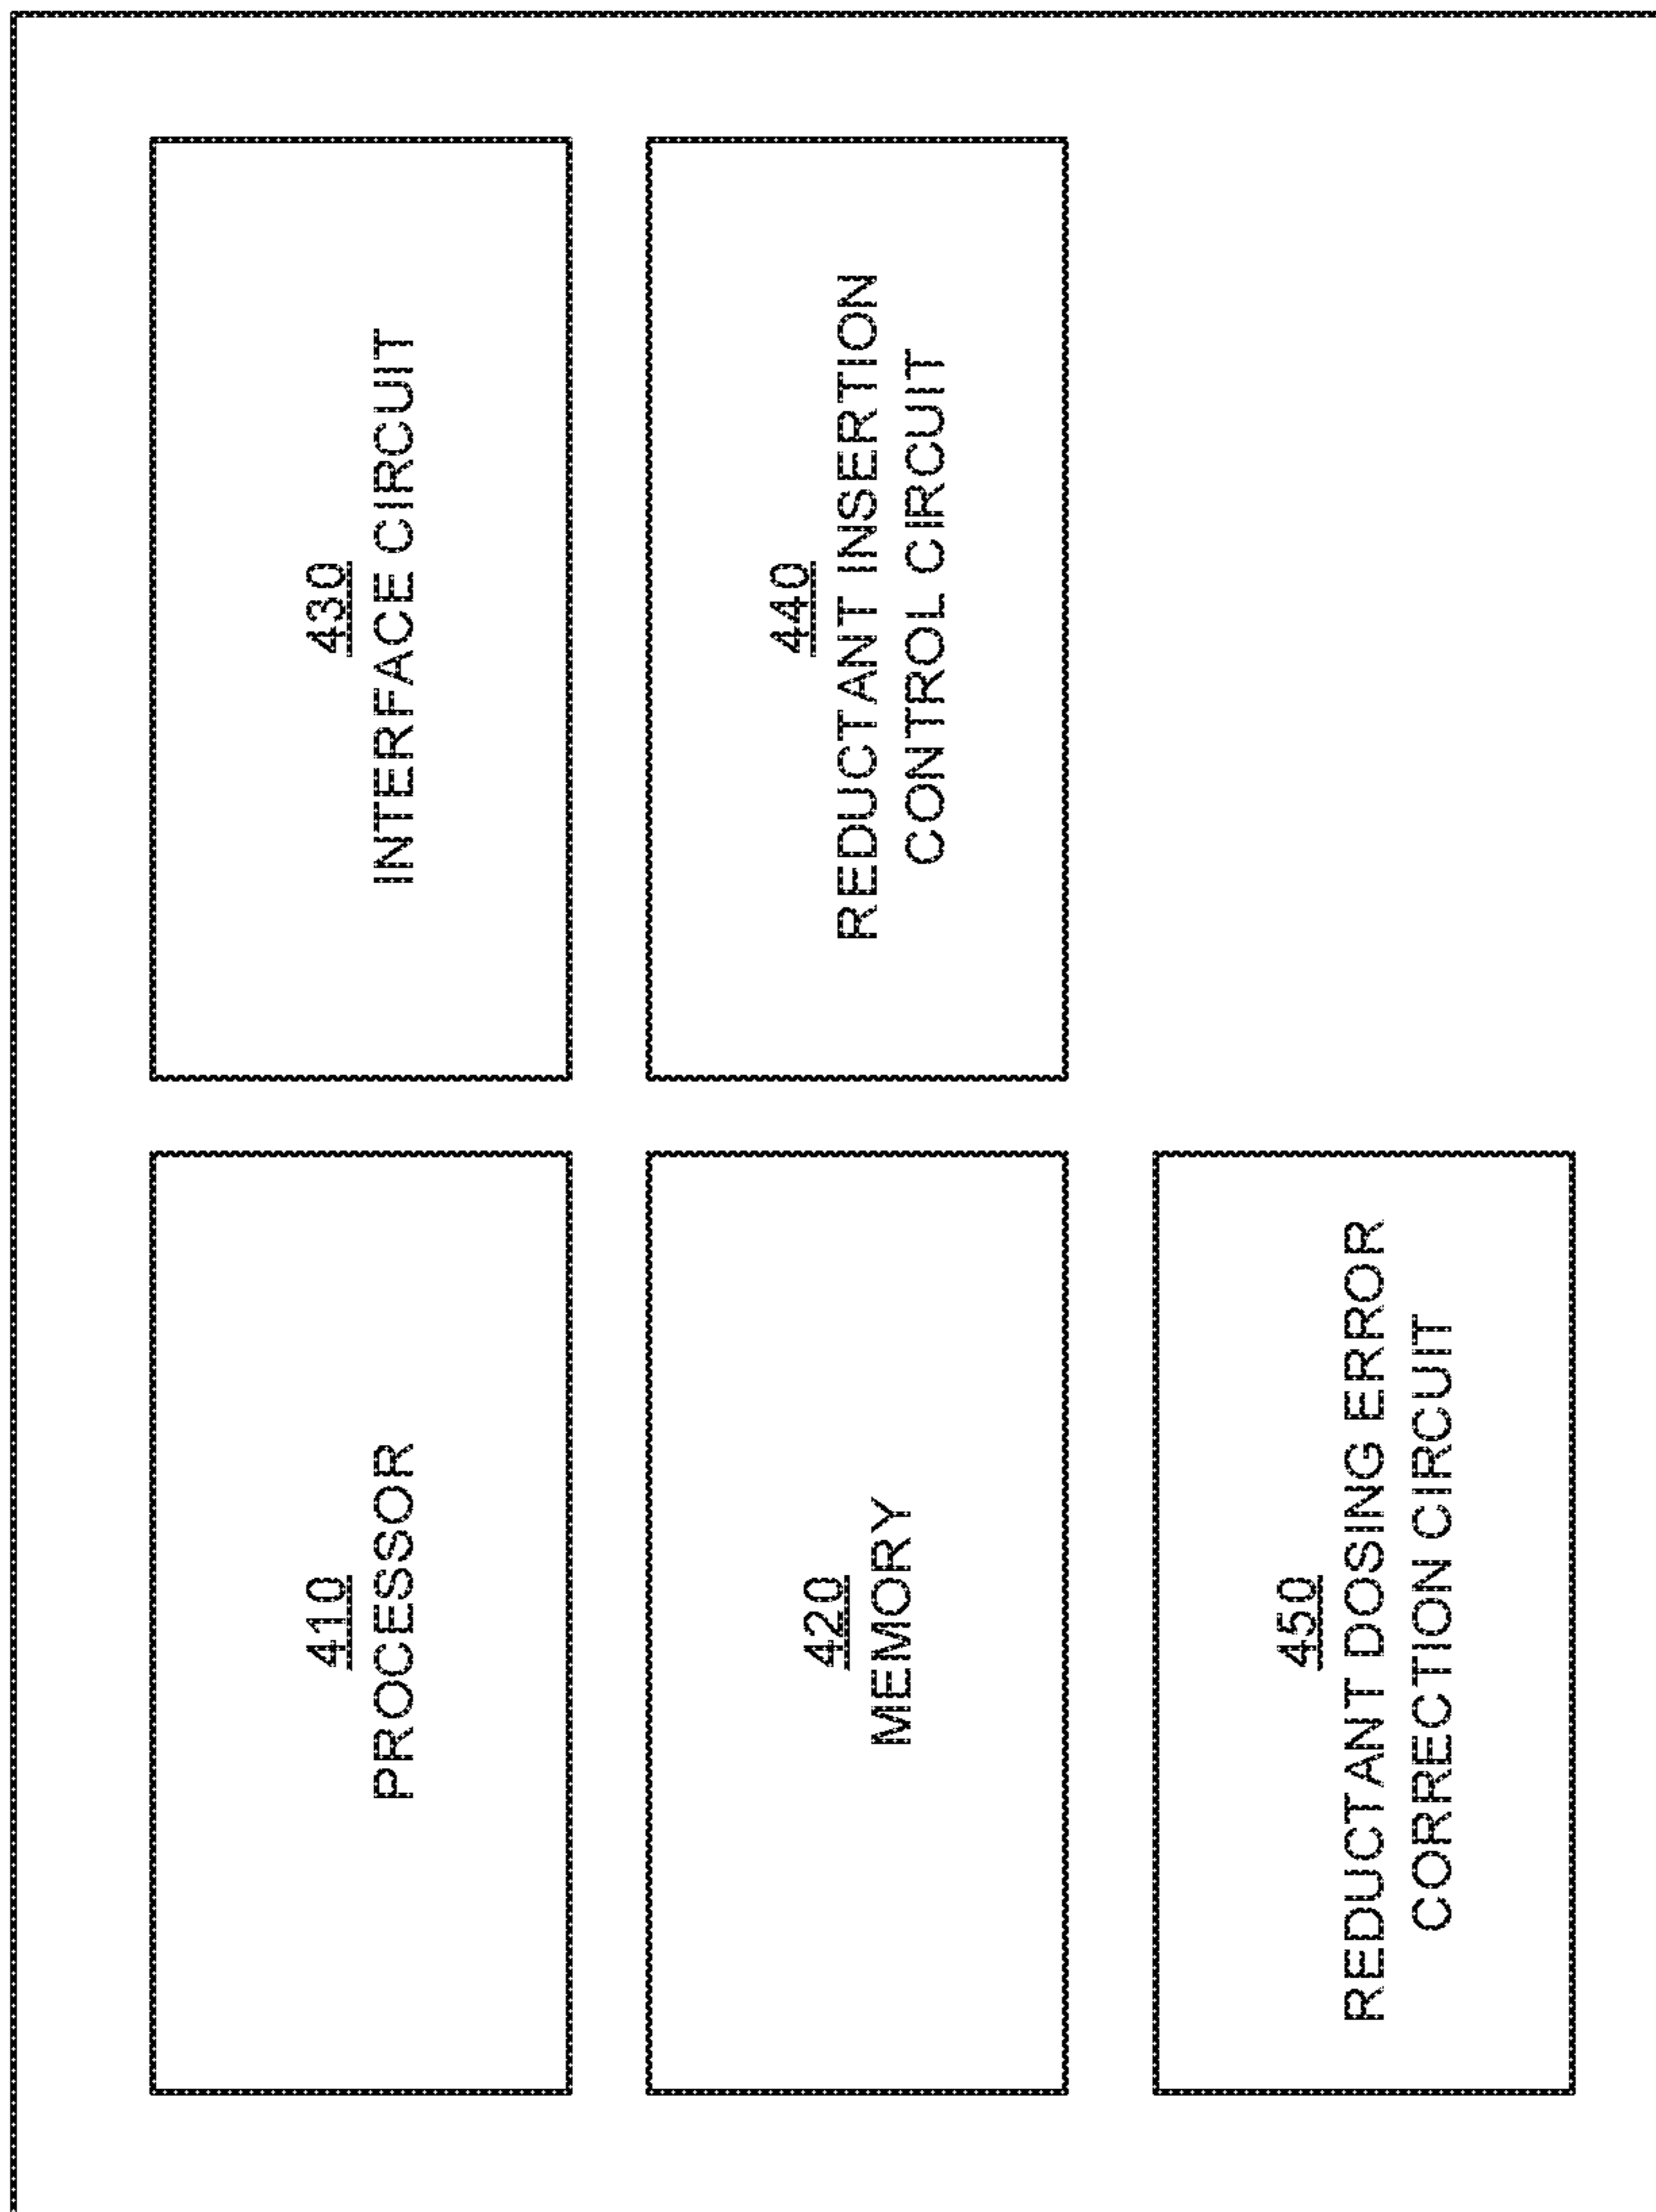 410
PROCESSOR
430
INTERFACE CIRCUIT
420
MEMORY
440
REDUCTANT INSERTION
CONTROL CIRCUIT
450
REDUCTANT DOSING ERROR
CORRECTION CIRCUIT